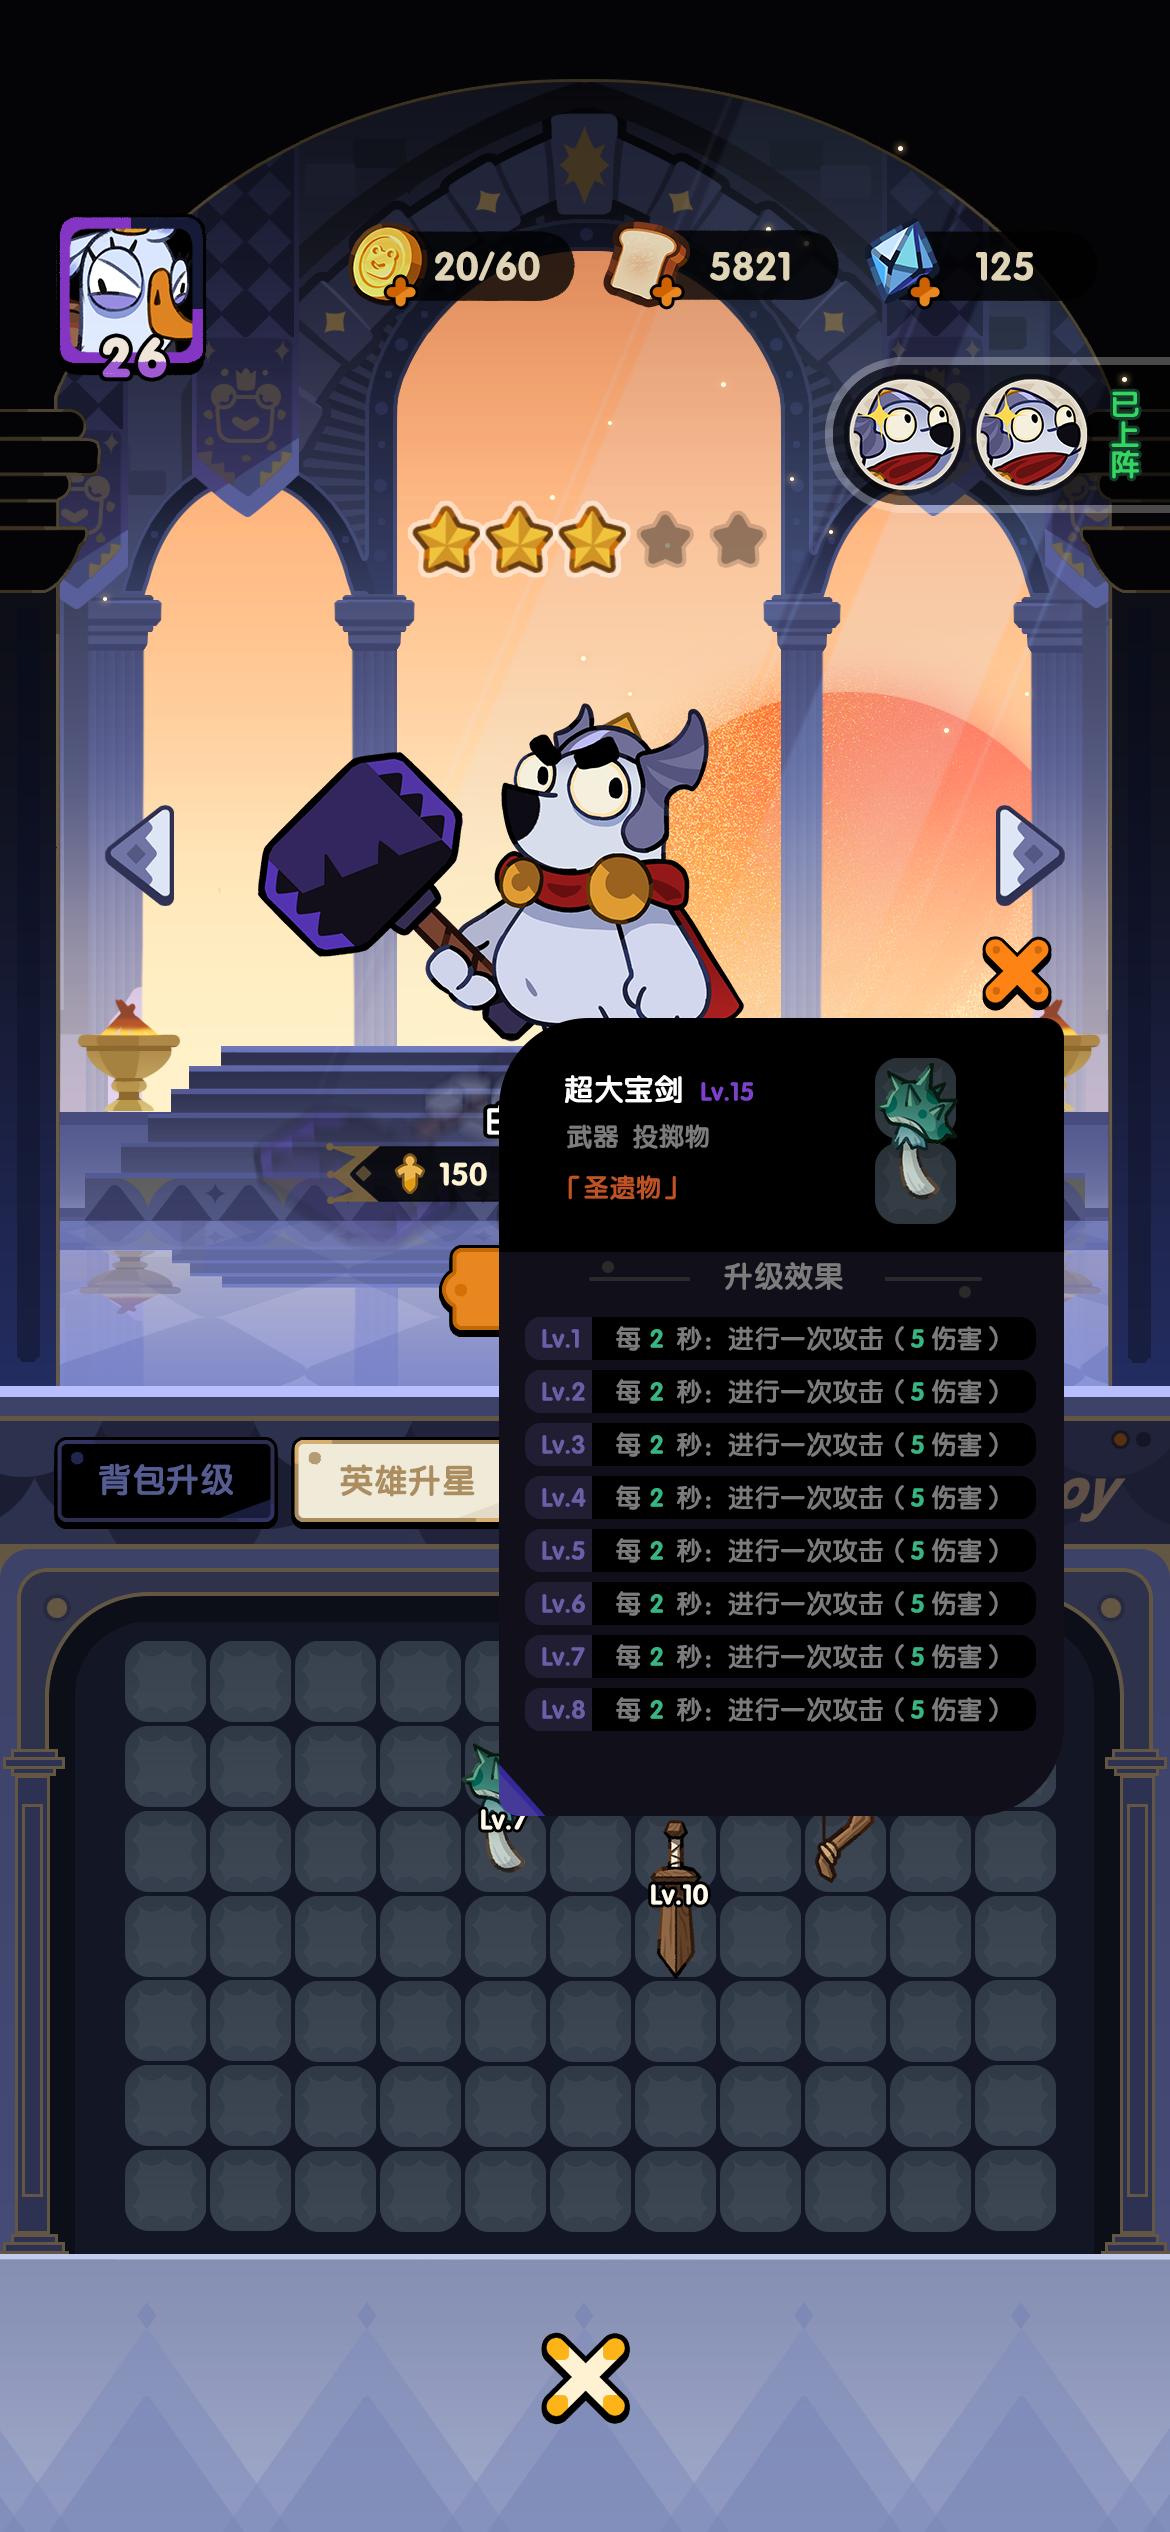 26
20/60
5821
125
已上阵
超大宝剑 Lv.15
武器 投掷物
「圣遗物」
150
升级效果
Lv.1 每 2 秒：进行一次攻击（5 伤害）
Lv.2 每 2 秒：进行一次攻击（5 伤害）
Lv.3 每 2 秒：进行一次攻击（5 伤害）
Lv.4 每 2 秒：进行一次攻击（5 伤害）
Lv.5 每 2 秒：进行一次攻击（5 伤害）
Lv.6 每 2 秒：进行一次攻击（5 伤害）
Lv.7 每 2 秒：进行一次攻击（5 伤害）
Lv.8 每 2 秒：进行一次攻击（5 伤害）
背包升级
英雄升星
oy
Lv.7
Lv.10